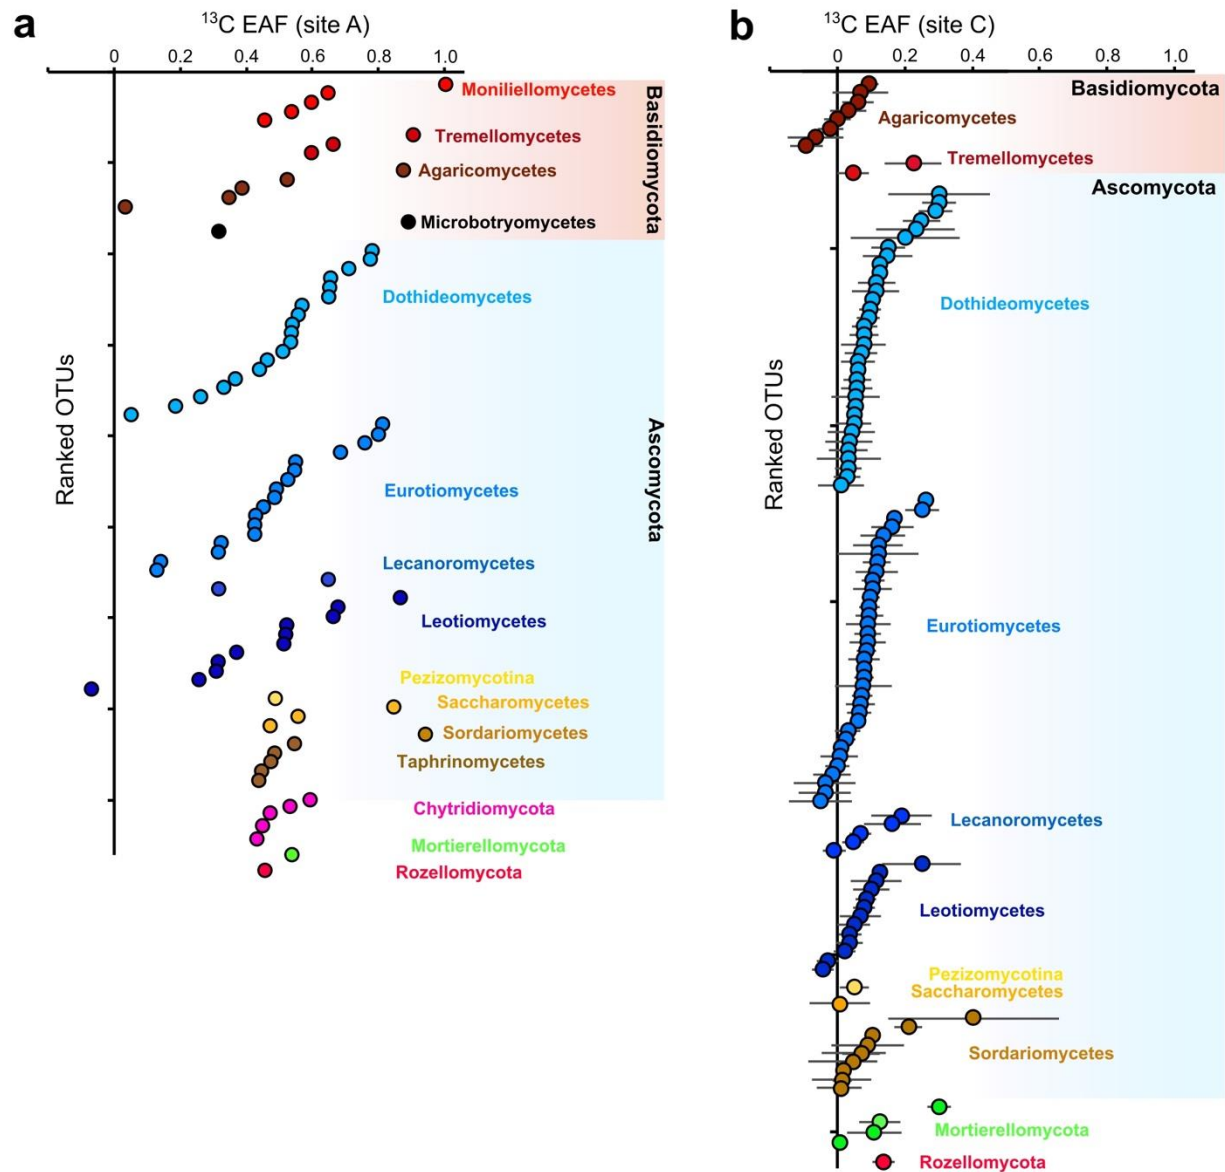 a
13C EAF (site A)
0 0.2 0.4 0.6 0.8 1.0
Moniliellomycetes
Tremellomycetes
Agaricomycetes
Microbotryomycetes
Basidiomycota
Dothideomycetes
Ranked OTUs
Eurotiomycetes
Ascomycota
Lecanoromycetes
Leotiomycetes
Pezizomycotina
Saccharomycetes
Sordariomycetes
Taphrinomycetes
Chytridiomycota
Mortierellomycota
Rozellomycota
b
13C EAF (site C)
0 0.2 0.4 0.6 0.8 1.0
Basidiomycota
Agaricomycetes
Tremellomycetes
Ascomycota
Dothideomycetes
Ranked OTUs
Eurotiomycetes
Lecanoromycetes
Leotiomycetes
Pezizomycotina
Saccharomycetes
Sordariomycetes
Mortierellomycota
Rozellomycota